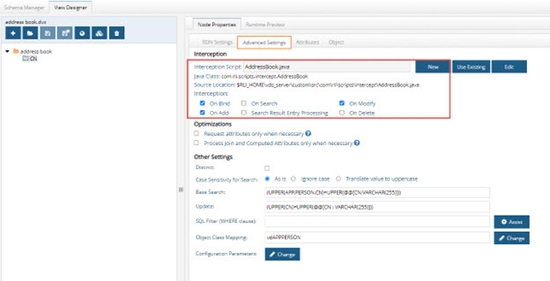 Schema Manager View Designer
address book.dvx
address book
CN
Node Properties Runtime Preview
RDN Settings Advanced Settings Attributes Object
Interception
Interception Script: AddressBook.java New Use Existing Edit
Java Class: com.rli.scripts.intercept.AddressBook
Source Location: $RLI_HOME\vds_server\custom\src\com\rli\scripts\intercept\AddressBook.java
Interceptions
On Bind On Search On Modify
On Add Search Result Entry Processing On Delete
Optimizations
Request attributes only when necessary
Process Join and Computed Attributes only when necessary
Other Settings
Distinct:
Case Sensitivity for Search: As is Ignore case Translate value to uppercase
Base Search: (UPPER(APP.PERSON.CN)=UPPER(@@[CN:VARCHAR(255)]))
Update: (UPPER(CN)=UPPER(@@[CN : VARCHAR(255)]))
SQL Filter (WHERE clause): Assist
Object Class Mapping: vdAPPPERSON Change
Configuration Parameters: Change